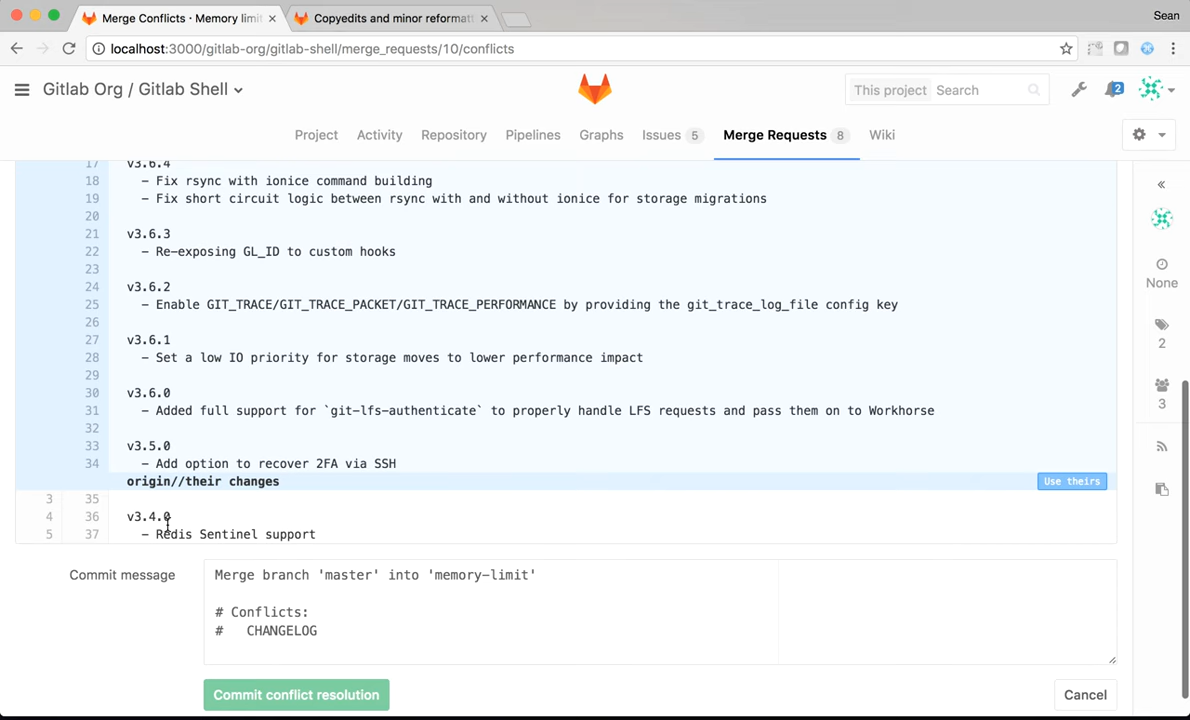 Merge Conflicts · Memory limit
Copyedits and minor reformat
Sean
localhost:3000/gitlab-org/gitlab-shell/merge_requests/10/conflicts
Gitlab Org / Gitlab Shell
This project Search
2
Project Activity Repository Pipelines Graphs Issues 5 Merge Requests 8 Wiki
17 v3.6.4
18 – Fix rsync with ionice command building
19 – Fix short circuit logic between rsync with and without ionice for storage migrations
20
21 v3.6.3
22 – Re-exposing GL_ID to custom hooks
23
24 v3.6.2
25 – Enable GIT_TRACE/GIT_TRACE_PACKET/GIT_TRACE_PERFORMANCE by providing the git_trace_log_file config key
26
27 v3.6.1
28 – Set a low IO priority for storage moves to lower performance impact
29
30 v3.6.0
31 – Added full support for `git-lfs-authenticate` to properly handle LFS requests and pass them on to Workhorse
32
33 v3.5.0
34 – Add option to recover 2FA via SSH
origin//their changes Use theirs
3 35
4 36 v3.4.0
5 37 – Redis Sentinel support
None
2
3
Commit message
Merge branch 'master' into 'memory-limit'
# Conflicts:
# CHANGELOG
Commit conflict resolution
Cancel